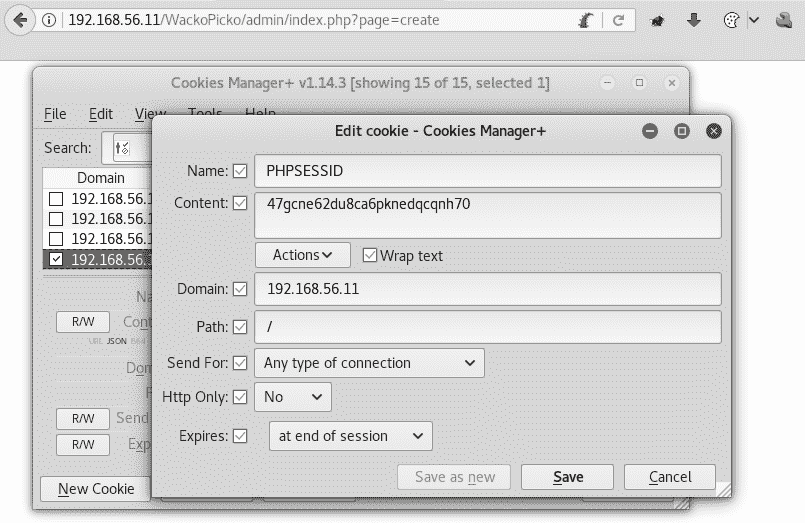 192.168.56.11/WackoPicko/admin/index.php?page=create
Cookies Manager+ v1.14.3 [showing 15 of 15, selected 1]
File Edit View Tools Help
Edit cookie - Cookies Manager+
Search:
Domain
192.168.56.1
192.168.56.1
192.168.56.1
192.168.56.
Name: PHPSESSID
Content: 47gcne62du8ca6pknedqcqnh70
Actions Wrap text
Domain: 192.168.56.11
Path: /
Send For: Any type of connection
Http Only: No
Expires: at end of session
Save as new Save Cancel
Na
R/W Cont
URL JSON
Dom
P
R/W Send
R/W Exp
New Cookie